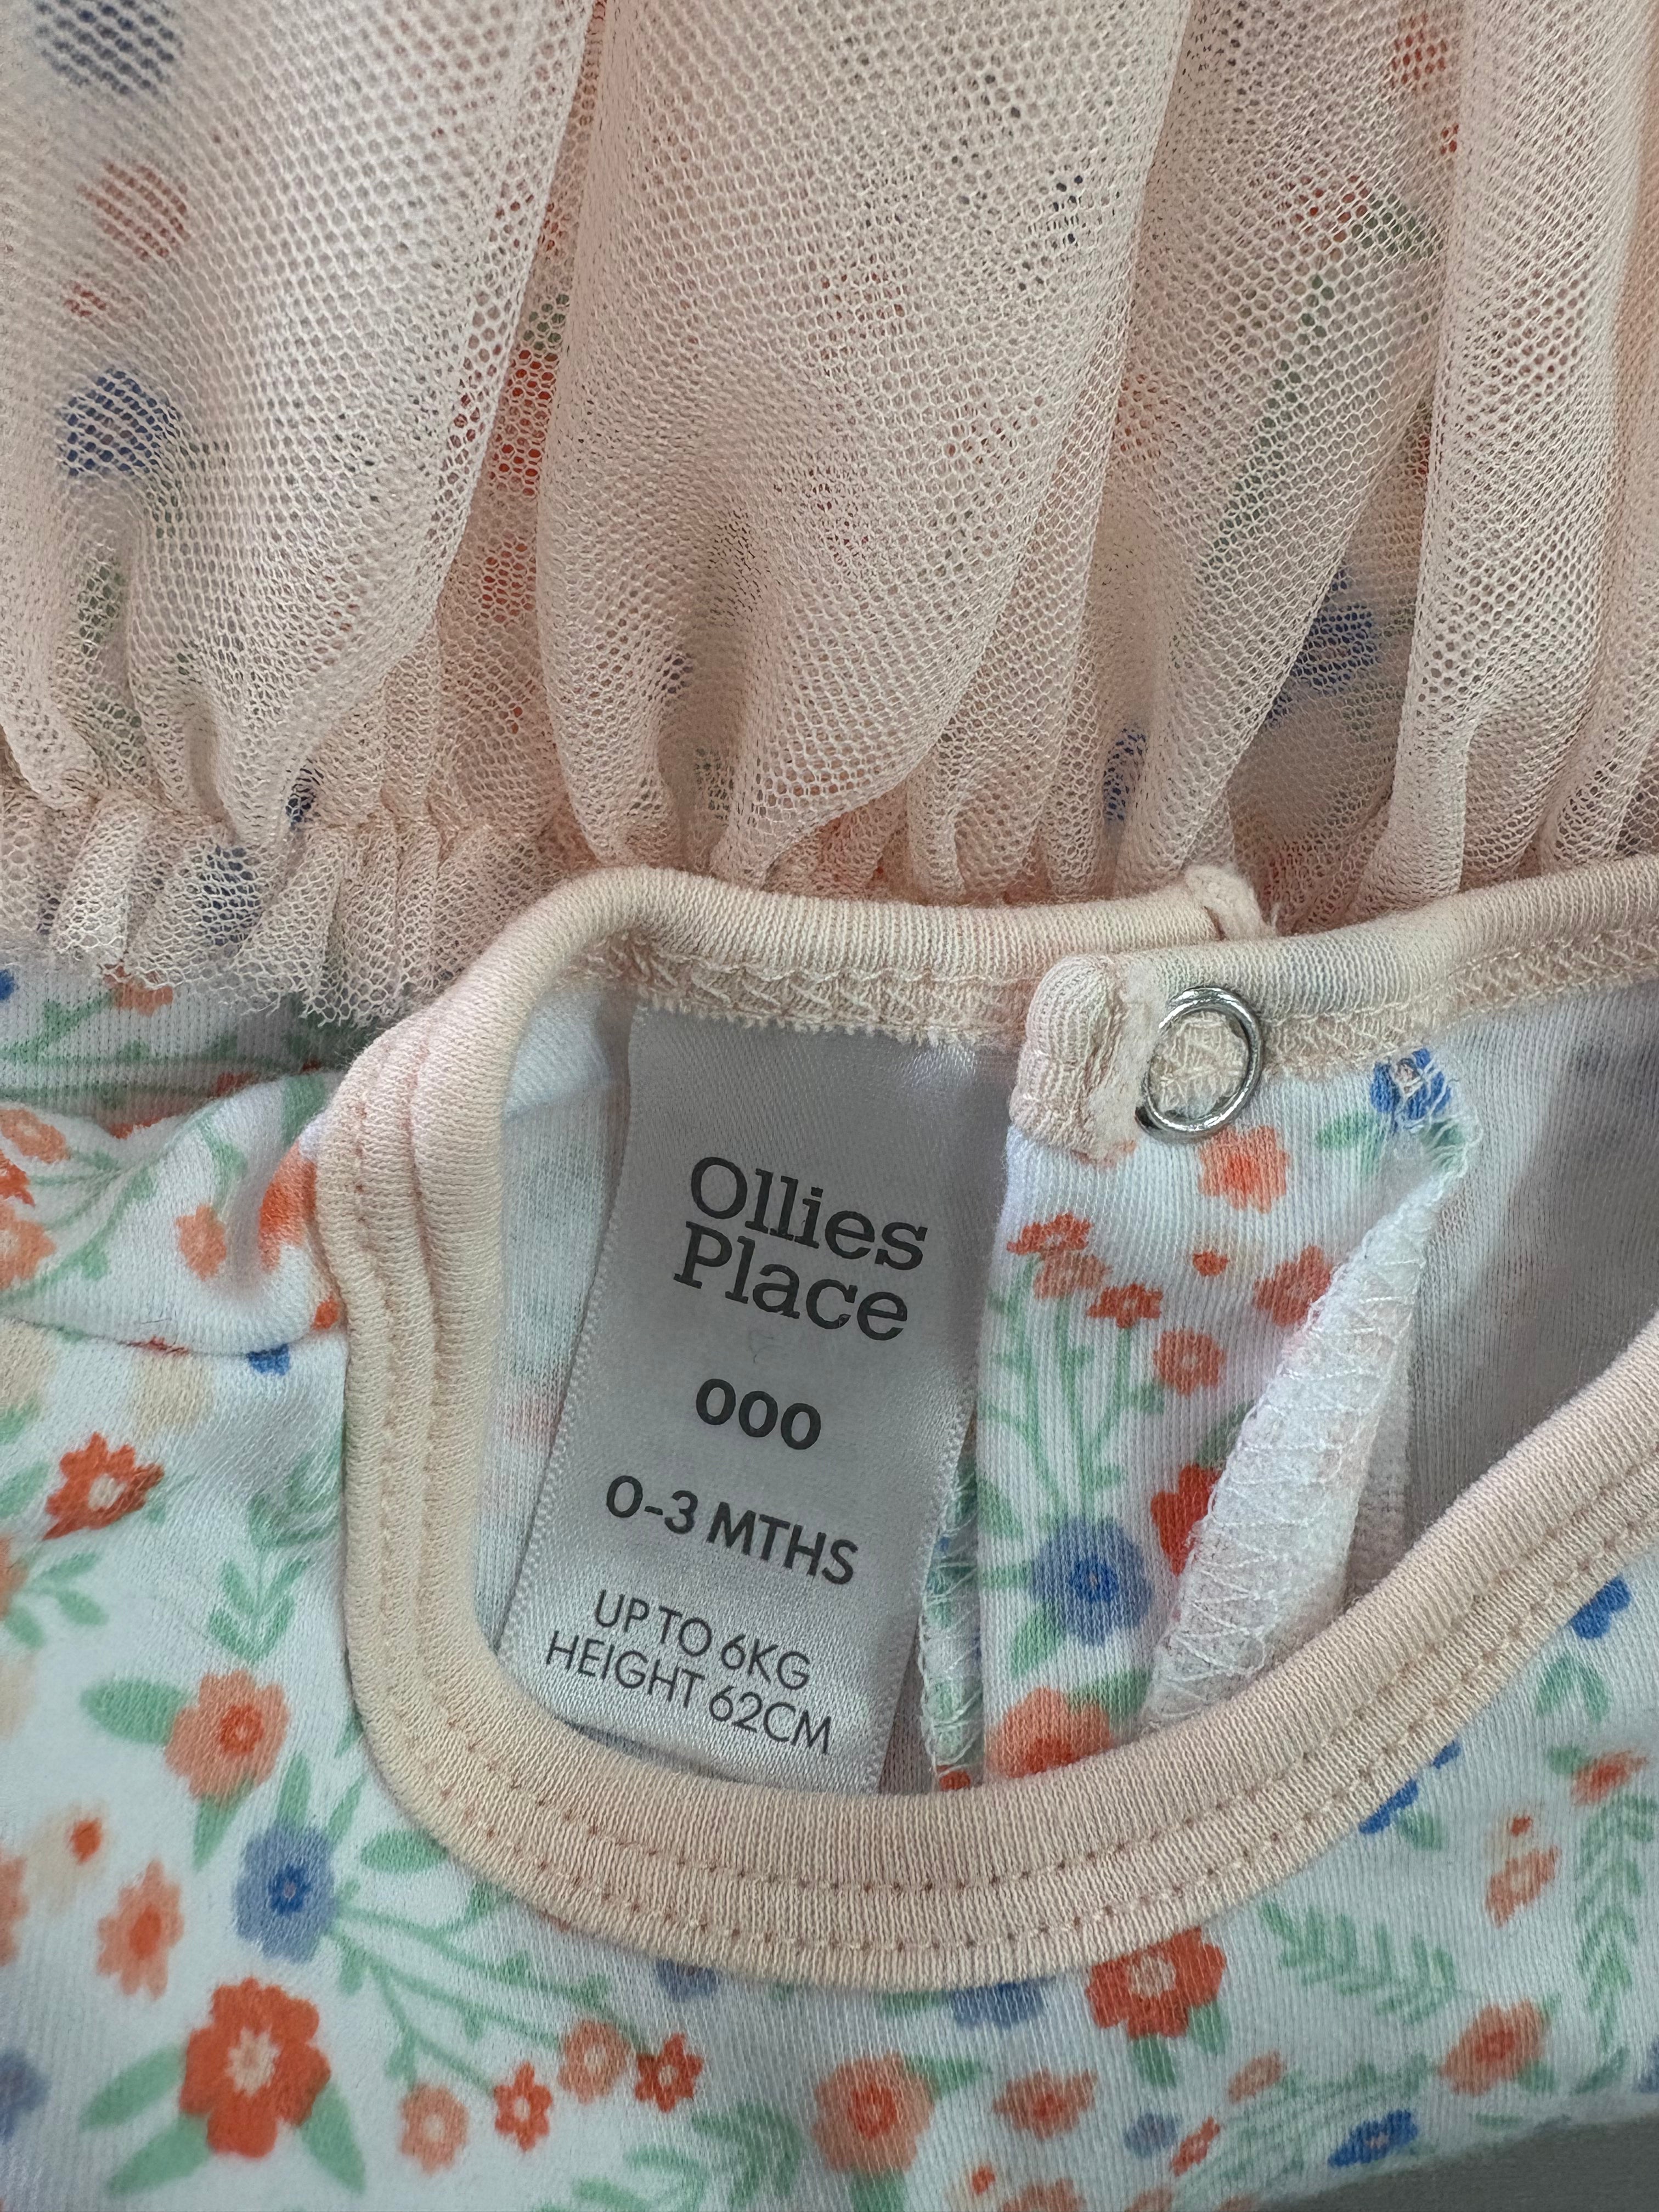 Ollies
Place
000
0-3 MTHS
UP TO 6KG
HEIGHT 62CM